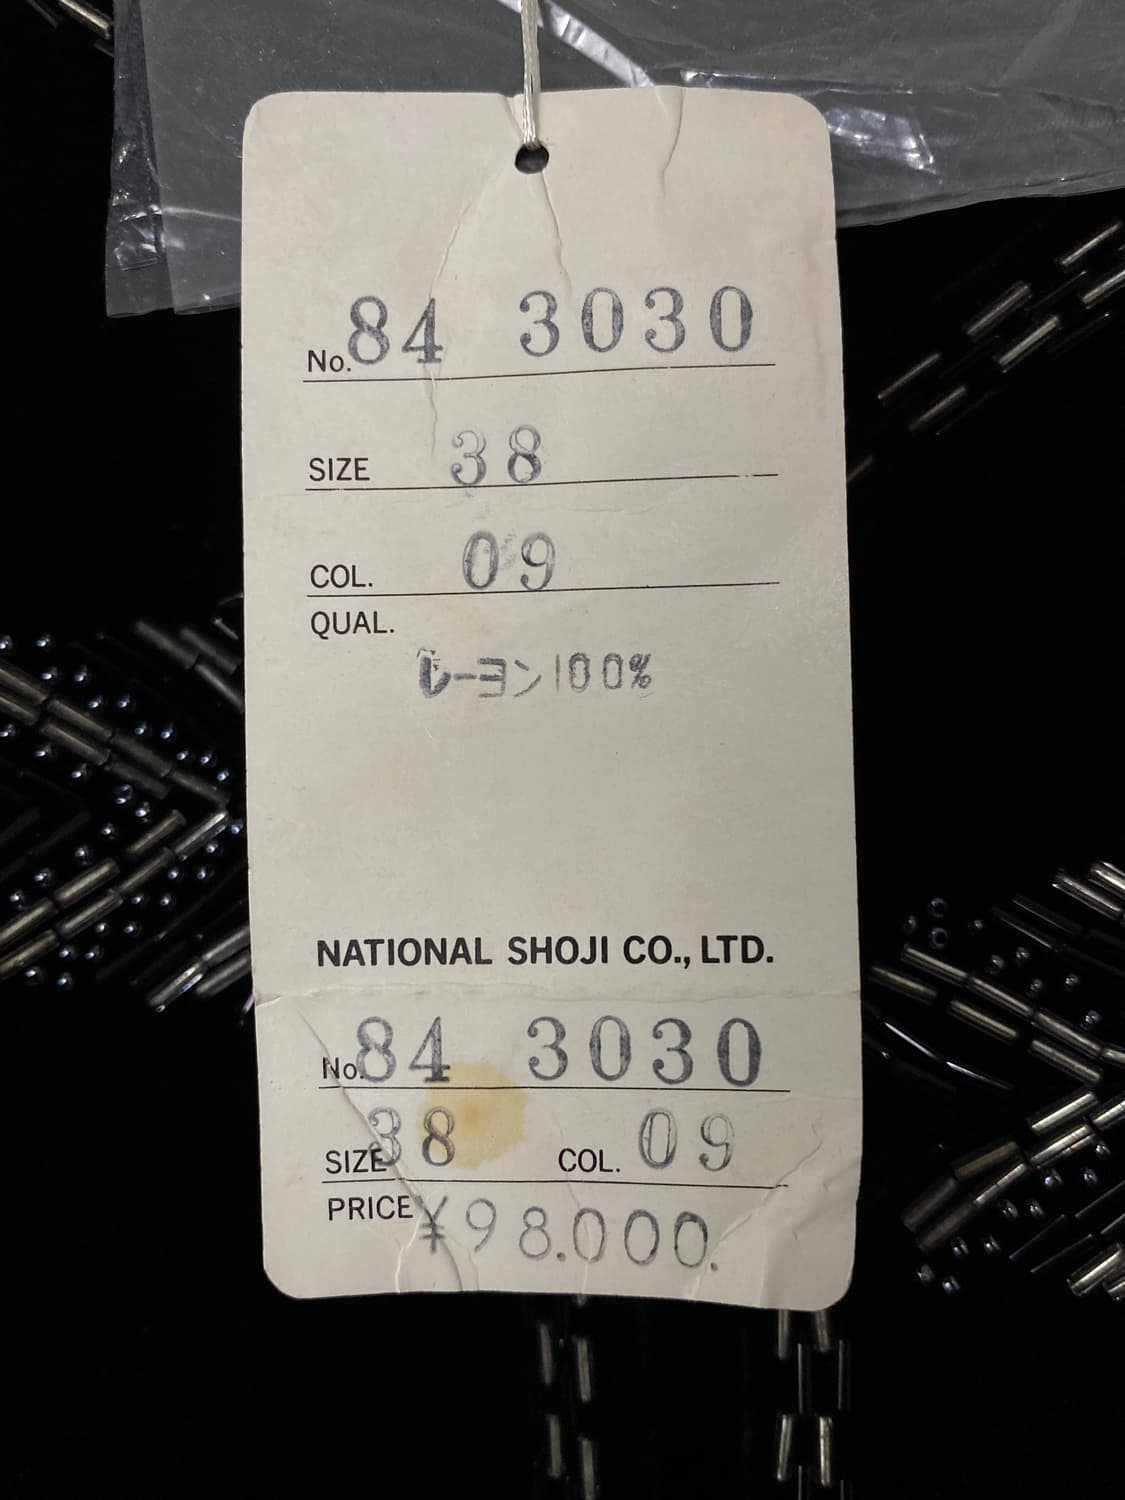 No. 84 3030
SIZE 38
COL. 09
QUAL.
レーヨン100%
NATIONAL SHOJI CO., LTD.
No. 84 3030
SIZE 38 COL. 09
PRICE ¥98.000.